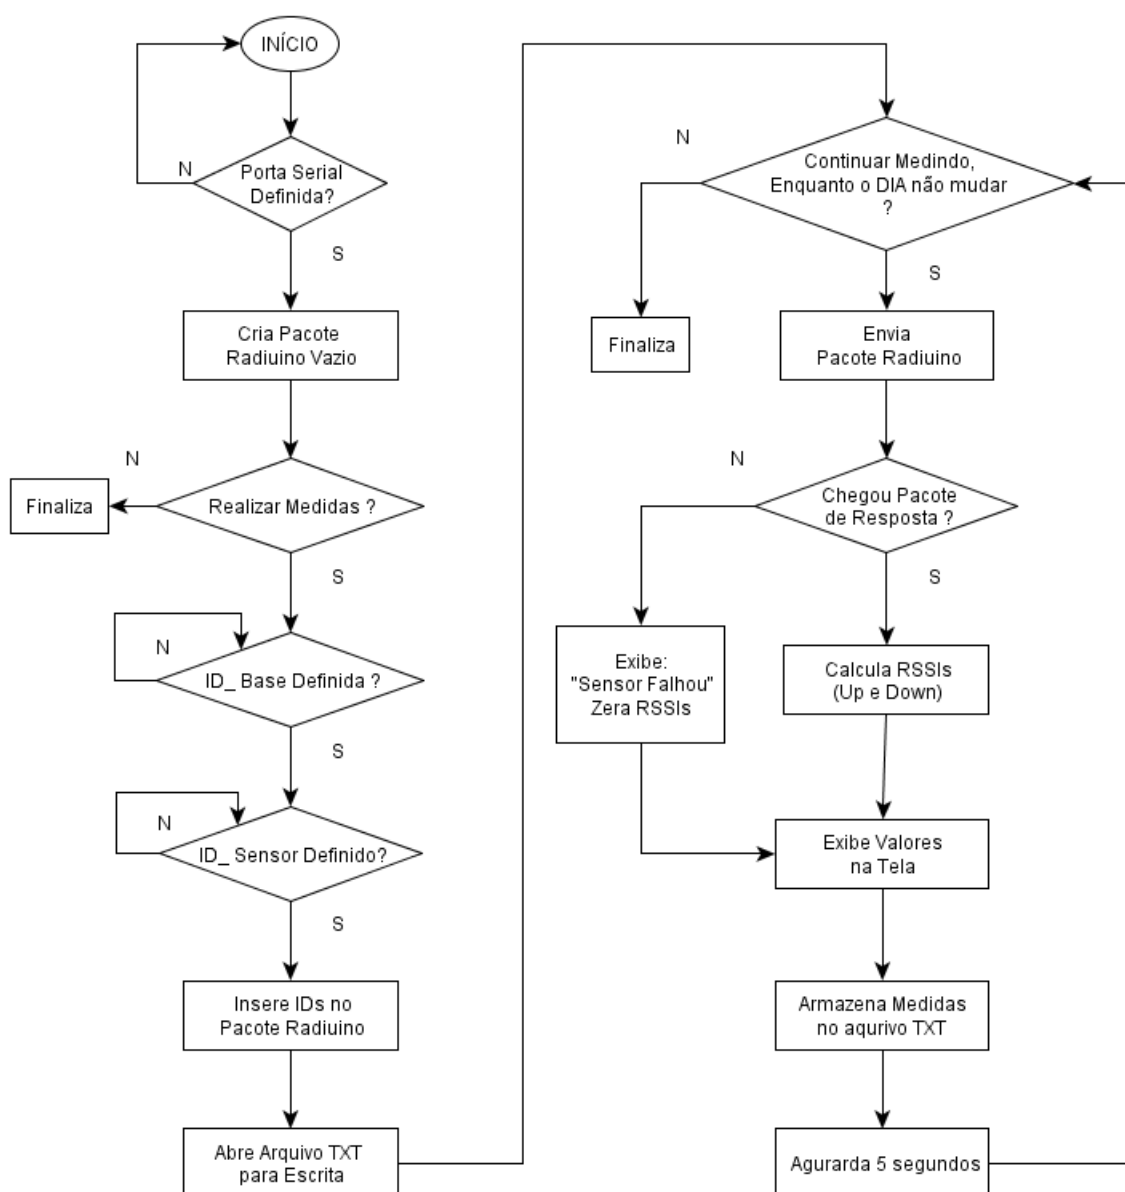 INÍCIO
N
Porta Serial
Definida?
S
Cria Pacote
Radiuino Vazio
N
Finaliza
Realizar Medidas ?
S
N
ID_ Base Definida ?
S
N
ID_ Sensor Definido?
S
Insere IDs no
Pacote Radiuino
Abre Arquivo TXT
para Escrita
N
Continuar Medindo,
Enquanto o DIA não mudar
?
S
Finaliza
Envia
Pacote Radiuino
N
Chegou Pacote
de Resposta ?
S
Exibe:
"Sensor Falhou"
Zera RSSIs
Calcula RSSIs
(Up e Down)
Exibe Valores
na Tela
Armazena Medidas
no aqurivo TXT
Agurarda 5 segundos